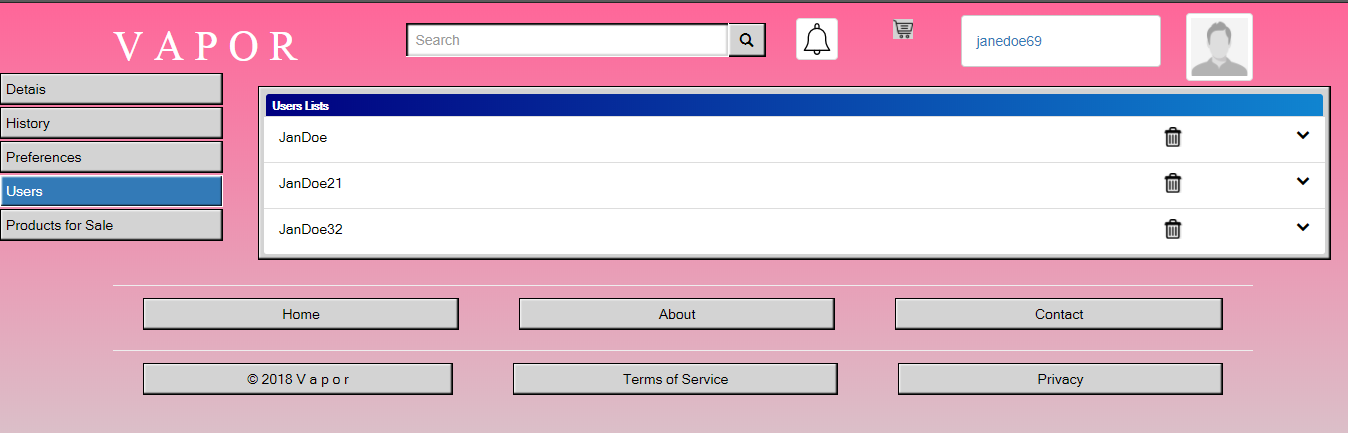 V A P O R
Search
janedoe69
Detais
History
Preferences
Users
Products for Sale
Users Lists
JanDoe
JanDoe21
JanDoe32
Home
About
Contact
© 2018 V a p o r
Terms of Service
Privacy